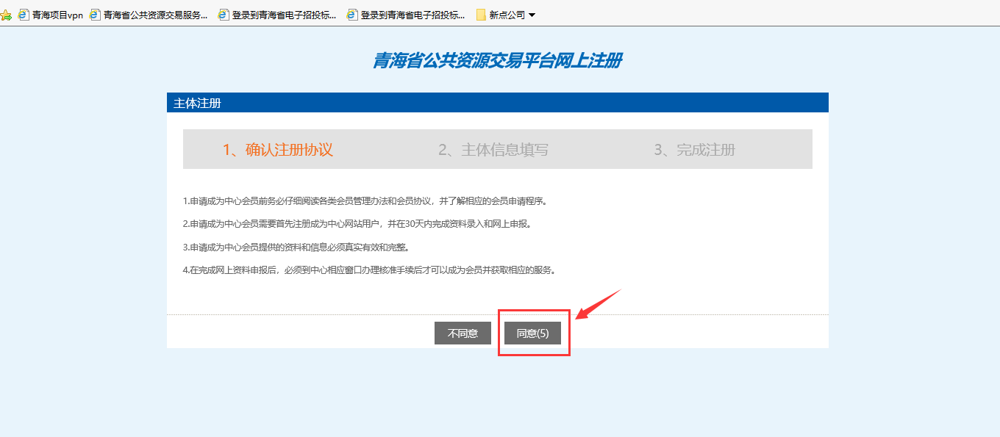 青海项目vpn 青海省公共资源交易服务... 登录到青海省电子招投标... 登录到青海省电子招投标... 新点公司
青海省公共资源交易平台网上注册
主体注册
1、确认注册协议 2、主体信息填写 3、完成注册
1.申请成为中心会员前务必仔细阅读各类会员管理办法和会员协议，并了解相应的会员申请程序。
2.申请成为中心会员需要首先注册成为中心网站用户，并在30天内完成资料录入和网上申报。
3.申请成为中心会员提供的资料和信息必须真实有效和完整。
4.在完成网上资料申报后，必须到中心相应窗口办理核准手续后才可以成为会员并获取相应的服务。
不同意 同意(5)